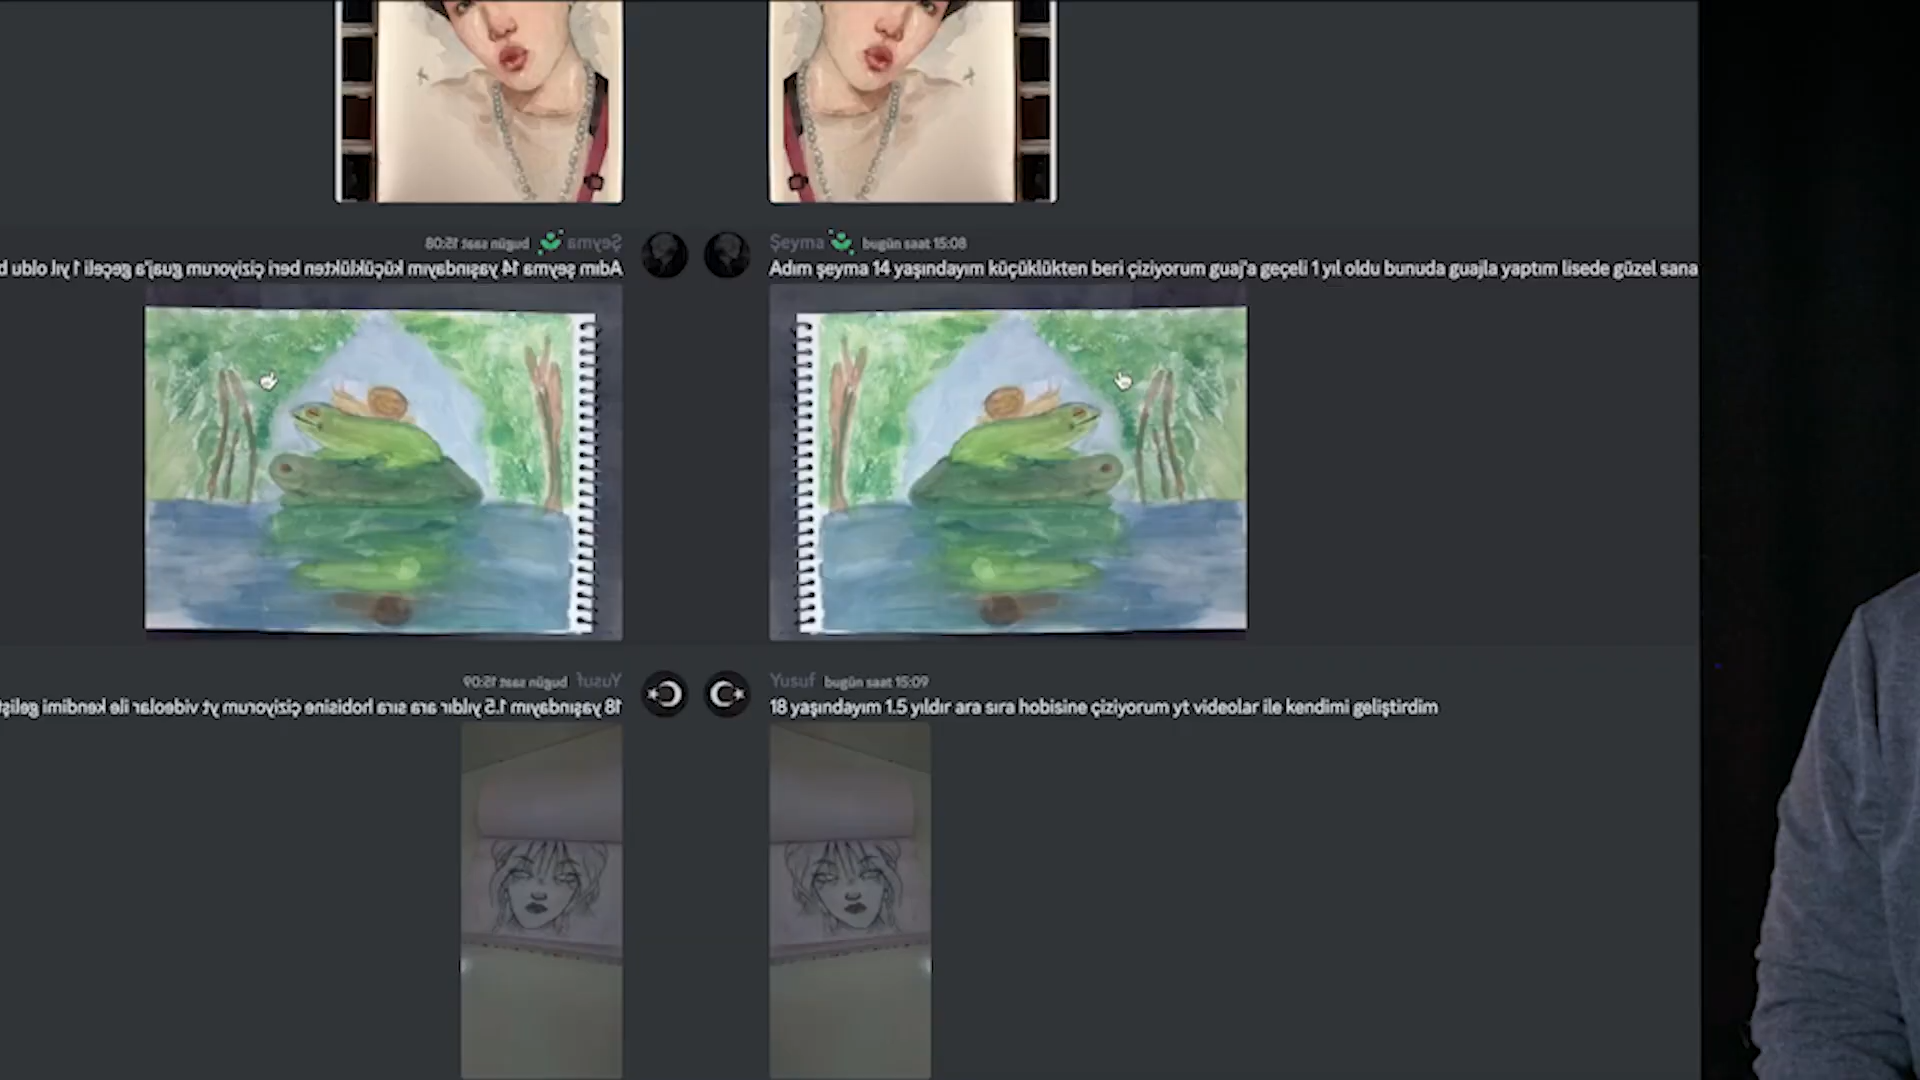 Şeyma bugün saat 15:08
Adım şeyma 14 yaşındayım küçüklükten beri çiziyorum guaj'a geçeli 1 yıl oldu bunuda guajla yaptım lisede güzel sana
Yusuf bugün saat 15:09
18 yaşındayım 1.5 yıldır ara sıra hobisine çiziyorum yt videolar ile kendimi geliştirdim